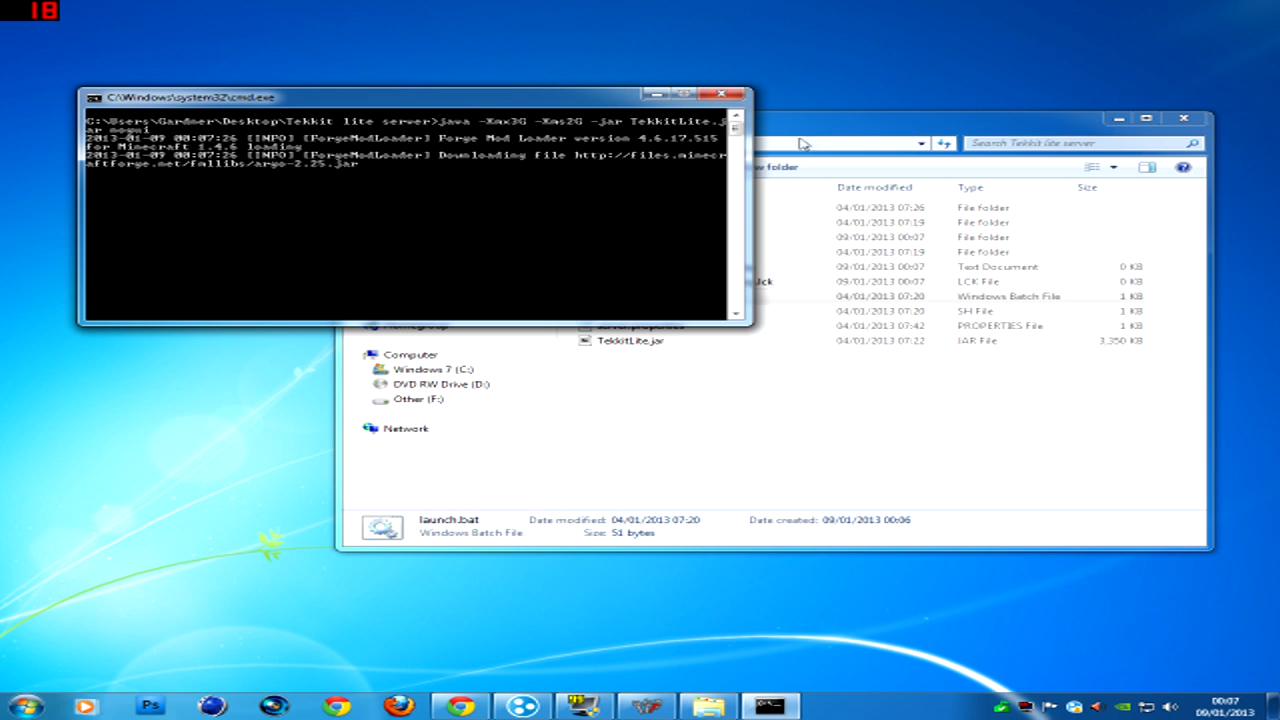 18
C:\Windows\system32\cmd.exe
C:\Users\Gardner\Desktop\Tekkit lite server>java -Xmx3G -Xms2G -jar TekkitLite.j
ar nogui
2013-01-09 00:07:26 [INFO] [ForgeModLoader] Forge Mod Loader version 4.6.17.515
for Minecraft 1.4.6 loading
2013-01-09 00:07:26 [INFO] [ForgeModLoader] Downloading file http://files.minecr
aftforge.net/fmllibs/argo-2.25.jar
Search Tekkit lite server
w folder
Date modified Type Size
04/01/2013 07:26 File folder
04/01/2013 07:19 File folder
09/01/2013 00:07 File folder
04/01/2013 07:19 File folder
09/01/2013 00:07 Text Document 0 KB
.lck 09/01/2013 00:07 LCK File 0 KB
04/01/2013 07:20 Windows Batch File 1 KB
04/01/2013 07:20 SH File 1 KB
Homegroup server.properties 04/01/2013 07:42 PROPERTIES File 1 KB
TekkitLite.jar 04/01/2013 07:22 JAR File 3,350 KB
Computer
Windows 7 (C:)
DVD RW Drive (D:)
Other (F:)
Network
launch.bat Date modified: 04/01/2013 07:20 Date created: 09/01/2013 00:06
Windows Batch File Size: 51 bytes
Ps
00:07
09/01/2013